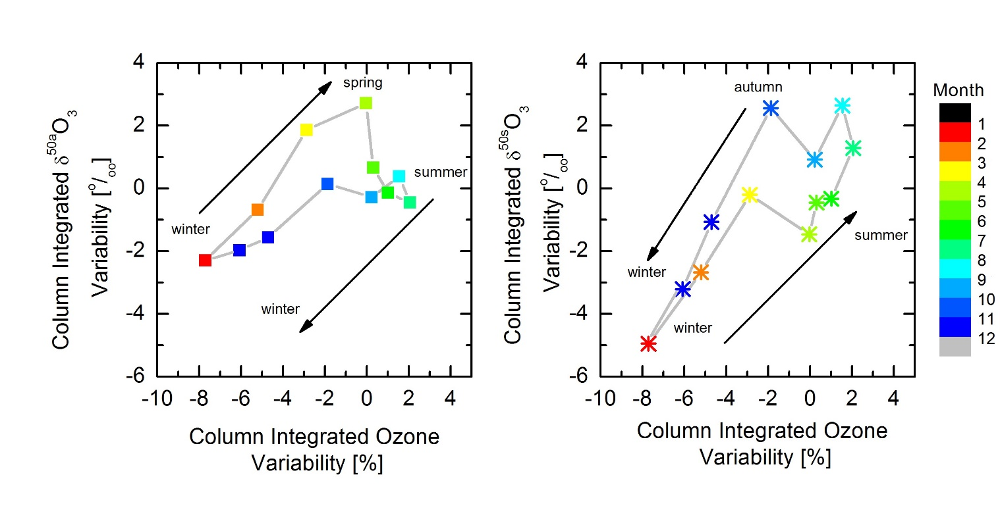 4
2
0
-2
-4
-6
-10 -8 -6 -4 -2 0 2 4
Column Integrated δ50aO3
Variability [o/oo]
spring
summer
winter
winter
Column Integrated Ozone
Variability [%]
4
2
0
-2
-4
-6
-10 -8 -6 -4 -2 0 2 4
Column Integrated δ50sO3
Variability [o/oo]
autumn
winter
summer
winter
Column Integrated Ozone
Variability [%]
Month
1
2
3
4
5
6
7
8
9
10
11
12